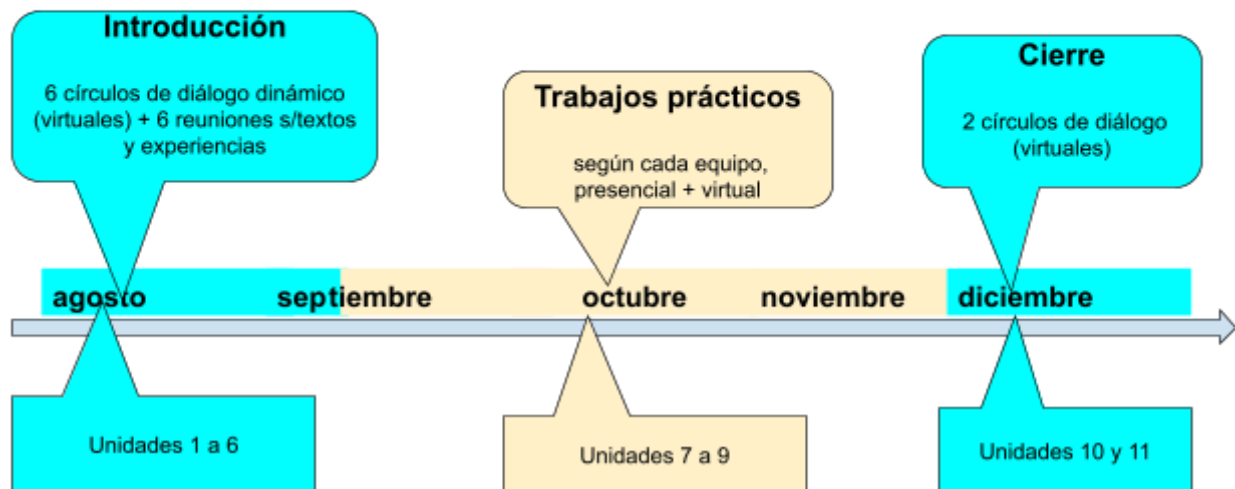 Introducción
6 círculos de diálogo dinámico
(virtuales) + 6 reuniones s/textos
y experiencias
Trabajos prácticos
según cada equipo,
presencial + virtual
Cierre
2 círculos de diálogo
(virtuales)
agosto septiembre octubre noviembre diciembre
Unidades 1 a 6
Unidades 7 a 9
Unidades 10 y 11